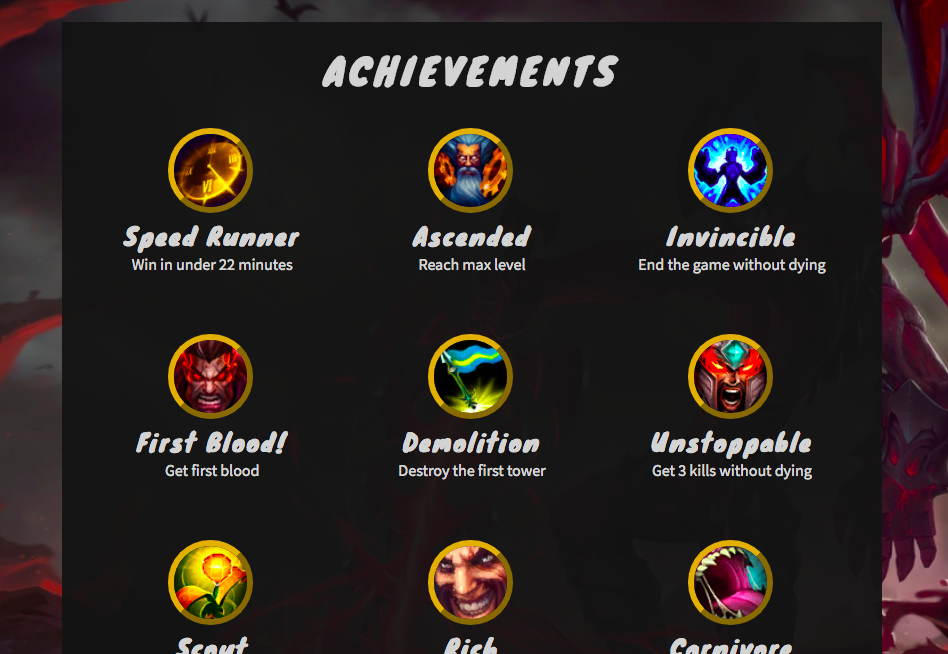 ACHIEVEMENTS
Speed Runner
Ascended
Invincible
Win in under 22 minutes
Reach max level
End the game without dying
First Blood!
Demolition
Unstoppable
Get first blood
Destroy the first tower
Get 3 kills without dying
Scout
Rich
Carnivore